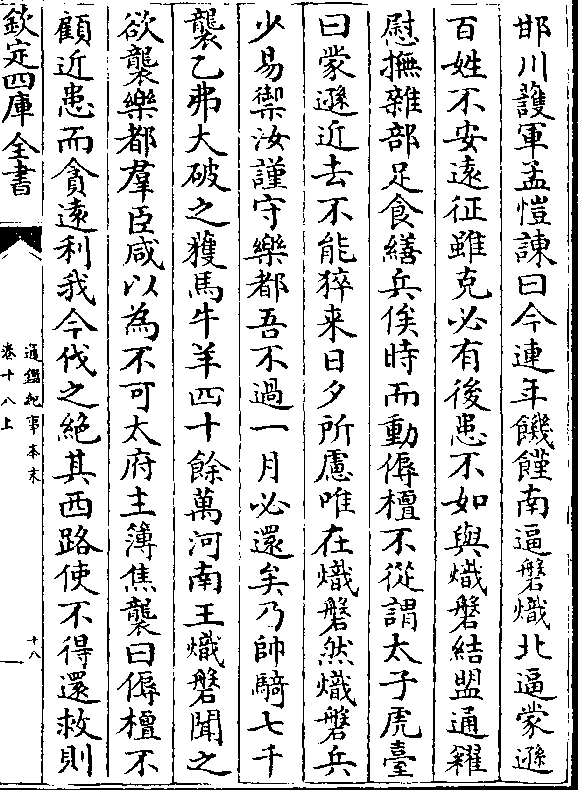 邯川護軍孟愷諫曰今連年饑饉南逼磐熾北逼蒙遜
百姓不安遠征雖克必有後患不如與熾磐結盟通糴
慰撫雜部足食繕兵俟時而動傉檀不從謂太子虎臺
曰蒙遜近去不能猝来日夕所慮唯在熾磐然熾磐兵
少易禦汝謹守樂都吾不過一月必還矣乃帥騎七千
襲乙弗大破之獲馬牛羊四十餘萬河南王熾磐聞之
欲襲樂都羣臣咸以為不可太府主簿焦襲曰傉檀不
顧近患而貪遠利我今伐之絶其西路使不得還救則
欽定四庫全書
通鑑紀事本末
卷十八上
十八